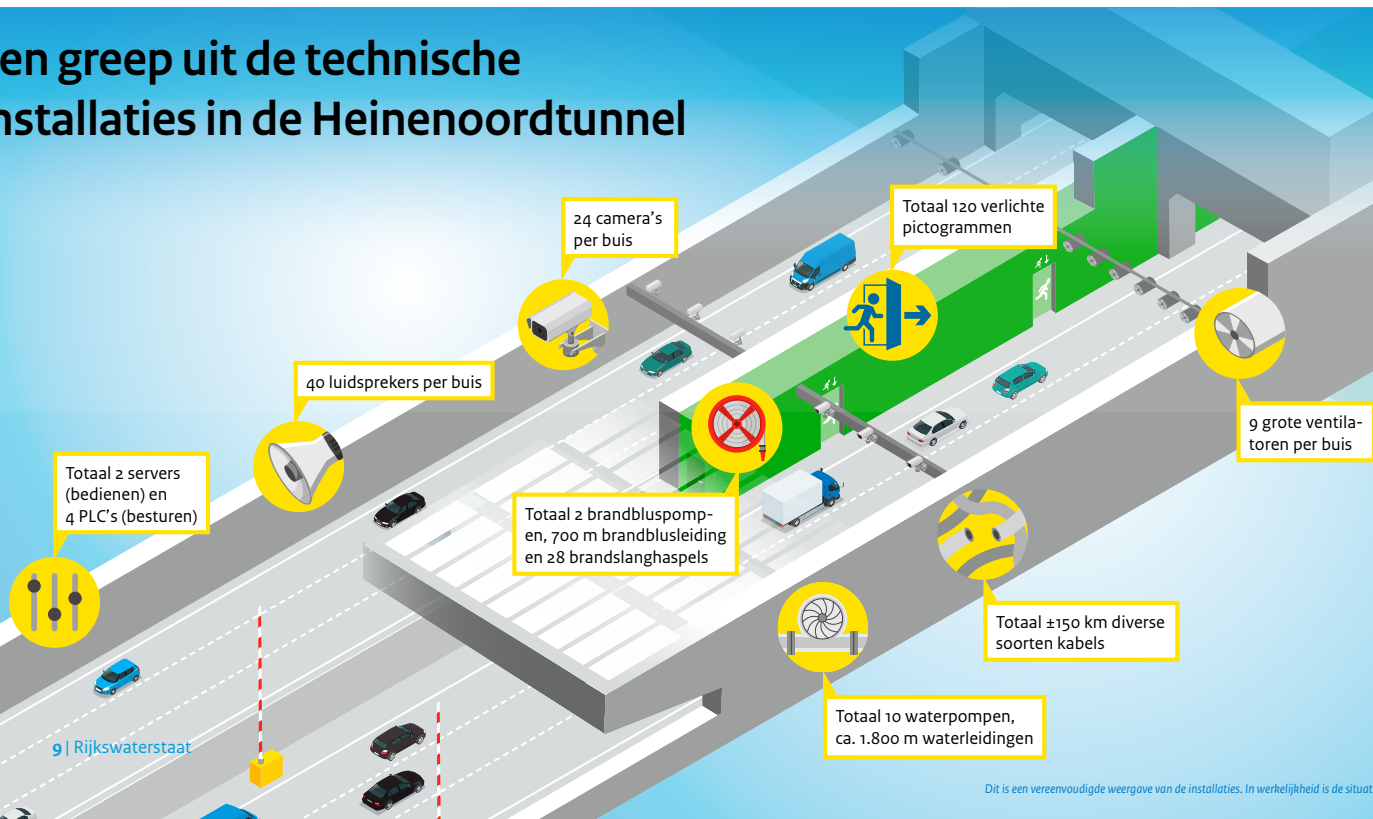 en greep uit de technische
nstallaties in de Heinenoordtunnel
24 camera's
per buis
Totaal 120 verlichte
pictogrammen
40 luidsprekers per buis
9 grote ventila-
toren per buis
Totaal 2 servers
(bedienen) en
4 PLC's (besturen)
Totaal 2 brandbluspomp-
en, 700 m brandblusleiding
en 28 brandslanghaspels
Totaal ±150 km diverse
soorten kabels
Totaal 10 waterpompen,
ca. 1.800 m waterleidingen
9 | Rijkswaterstaat
Dit is een vereenvoudigde weergave van de installaties. In werkelijkheid is de situat